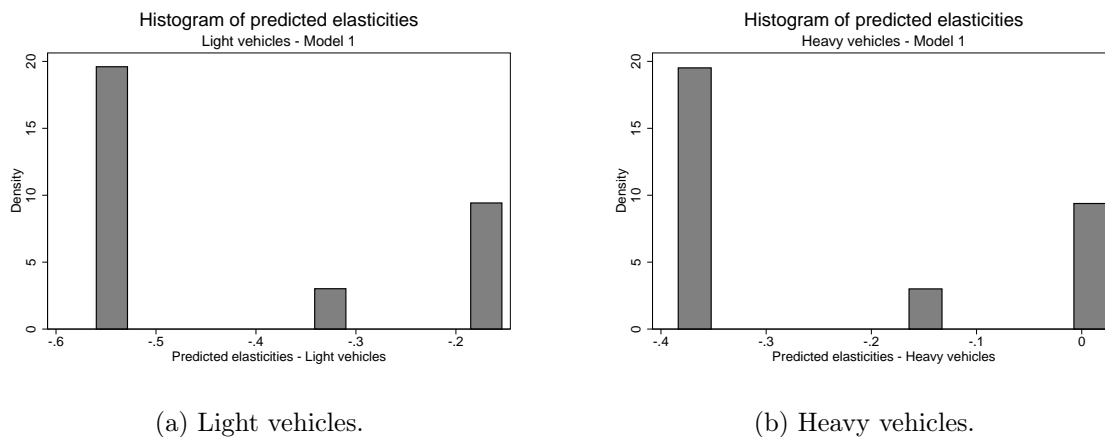 Histogram of predicted elasticities
Light vehicles - Model 1
20
15
10
5
0
Density
-.6 -.5 -.4 -.3 -.2
Predicted elasticities - Light vehicles
(a) Light vehicles.
Histogram of predicted elasticities
Heavy vehicles - Model 1
20
15
10
5
0
Density
-.4 -.3 -.2 -.1 0
Predicted elasticities - Heavy vehicles
(b) Heavy vehicles.